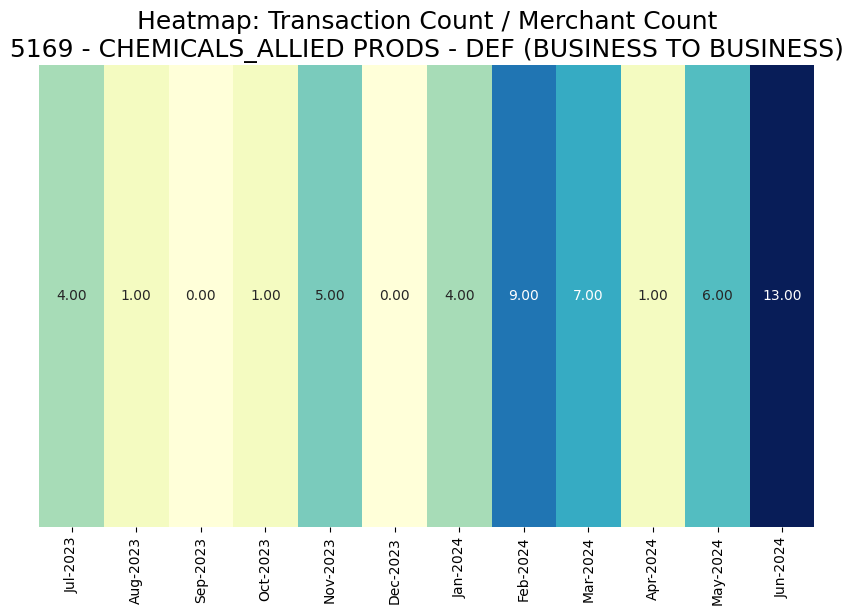 Heatmap: Transaction Count / Merchant Count
5169 - CHEMICALS_ALLIED PRODS - DEF (BUSINESS TO BUSINESS)
4.00 1.00 0.00 1.00 5.00 0.00 4.00 9.00 7.00 1.00 6.00 13.00
Jul-2023 Aug-2023 Sep-2023 Oct-2023 Nov-2023 Dec-2023 Jan-2024 Feb-2024 Mar-2024 Apr-2024 May-2024 Jun-2024